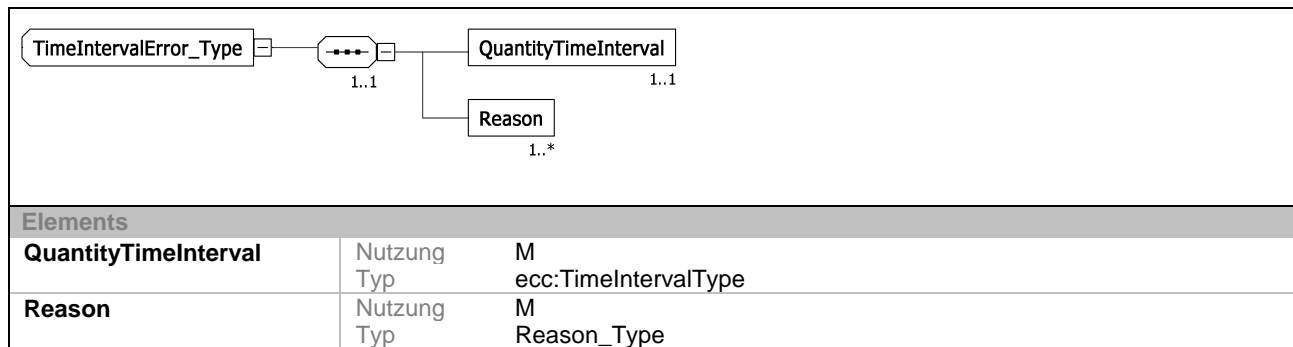 TimeIntervalError_Type
QuantityTimeInterval
1..1
1..1
Reason
1..*
Elements
QuantityTimeInterval Nutzung M
Typ ecc:TimeIntervalType
Reason Nutzung M
Typ Reason_Type